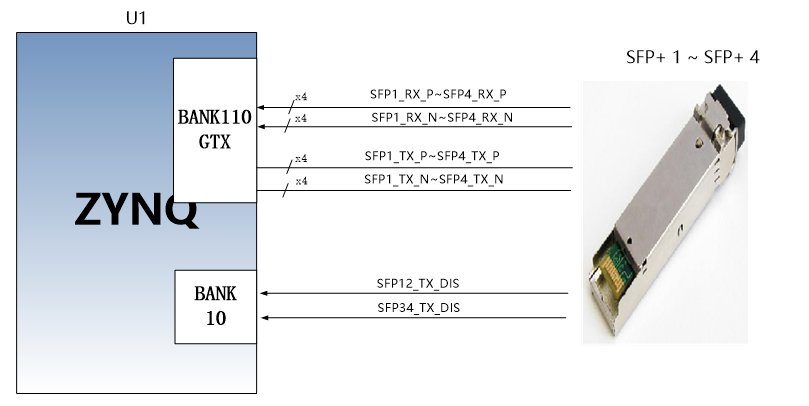 U1
SFP+ 1 ~ SFP+ 4
x4
SFP1_RX_P~SFP4_RX_P
BANK110
GTX
x4
SFP1_RX_N~SFP4_RX_N
x4
SFP1_TX_P~SFP4_TX_P
x4
SFP1_TX_N~SFP4_TX_N
ZYNQ
BANK
10
SFP12_TX_DIS
SFP34_TX_DIS